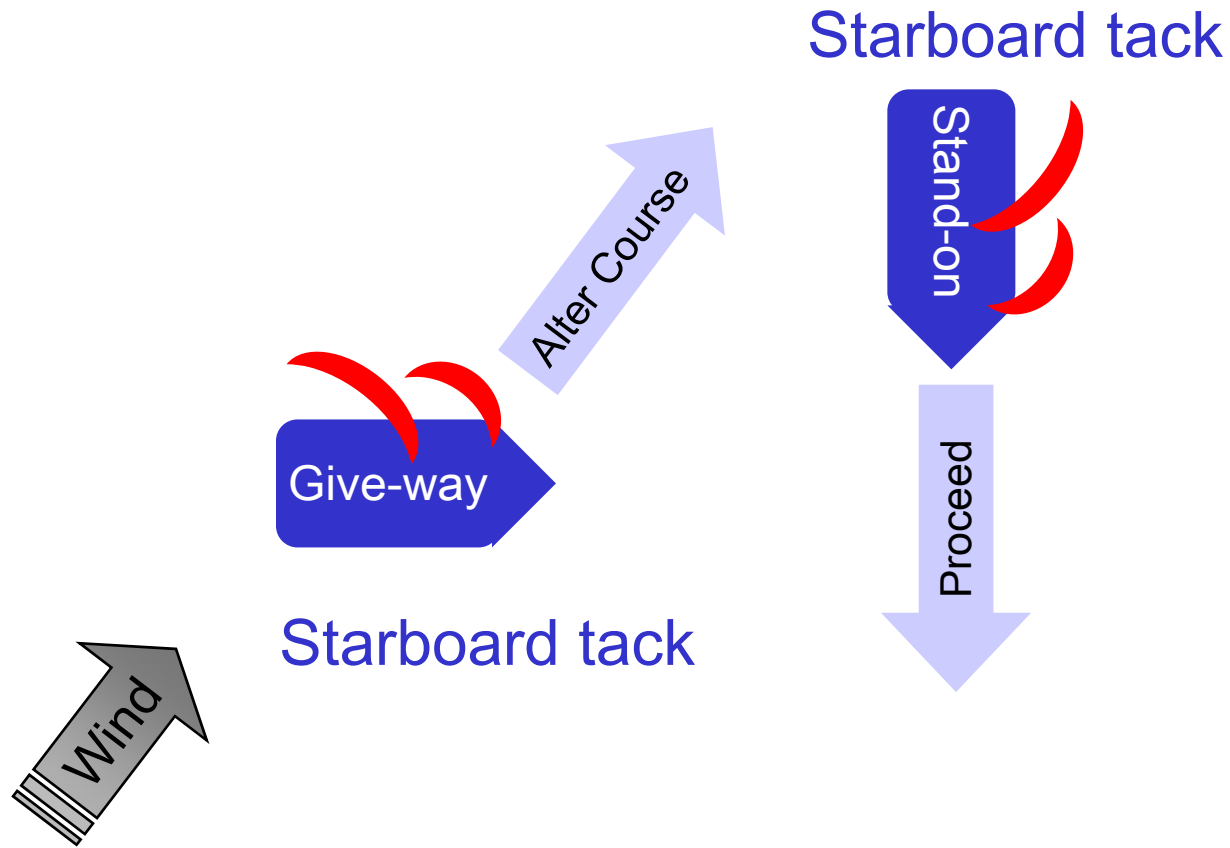 Starboard tack
Stand-on
Alter Course
Give-way
Proceed
Starboard tack
Wind